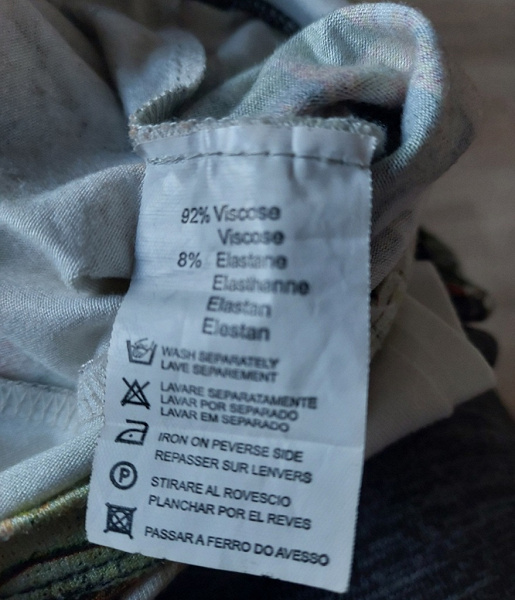 92% Viscose
Viscose
8% Elastane
Elasthanne
Elastan
Elestan
WASH SEPARATELY
LAVE SEPAREMENT
LAVARE SEPARATAMENTE
LAVAR POR SEPARADO
LAVAR EM SEPARADO
IRON ON PEVERSE SIDE
REPASSER SUR LENVERS
P
STIRARE AL ROVESCIO
PLANCHAR POR EL REVES
PASSAR A FERRO DO AVESSO